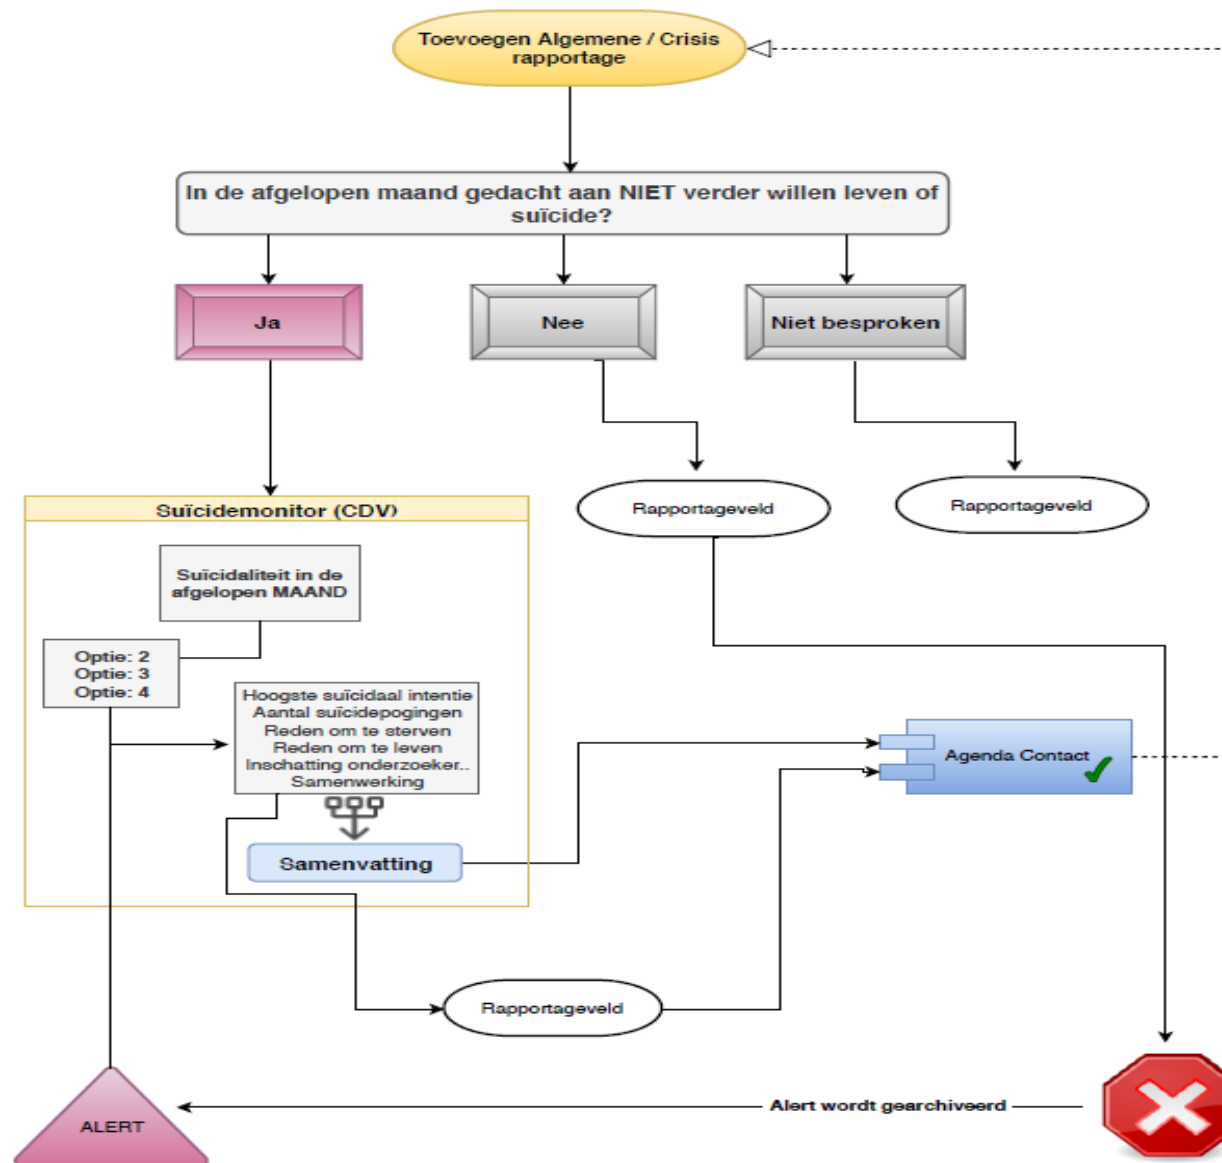 Toevoegen Algemene / Crisis
rapportage
In de afgelopen maand gedacht aan NIET verder willen leven of
suïcide?
Ja
Nee
Niet besproken
Rapportageveld
Rapportageveld
Suïcidemonitor (CDV)
Suïcidaliteit in de
afgelopen MAAND
Optie: 2
Optie: 3
Optie: 4
Hoogste suïcidaal intentie
Aantal suïcidepogingen
Reden om te sterven
Reden om te leven
Inschatting onderzoeker..
Samenwerking
Samenvatting
Agenda Contact
Rapportageveld
Alert wordt gearchiveerd
ALERT